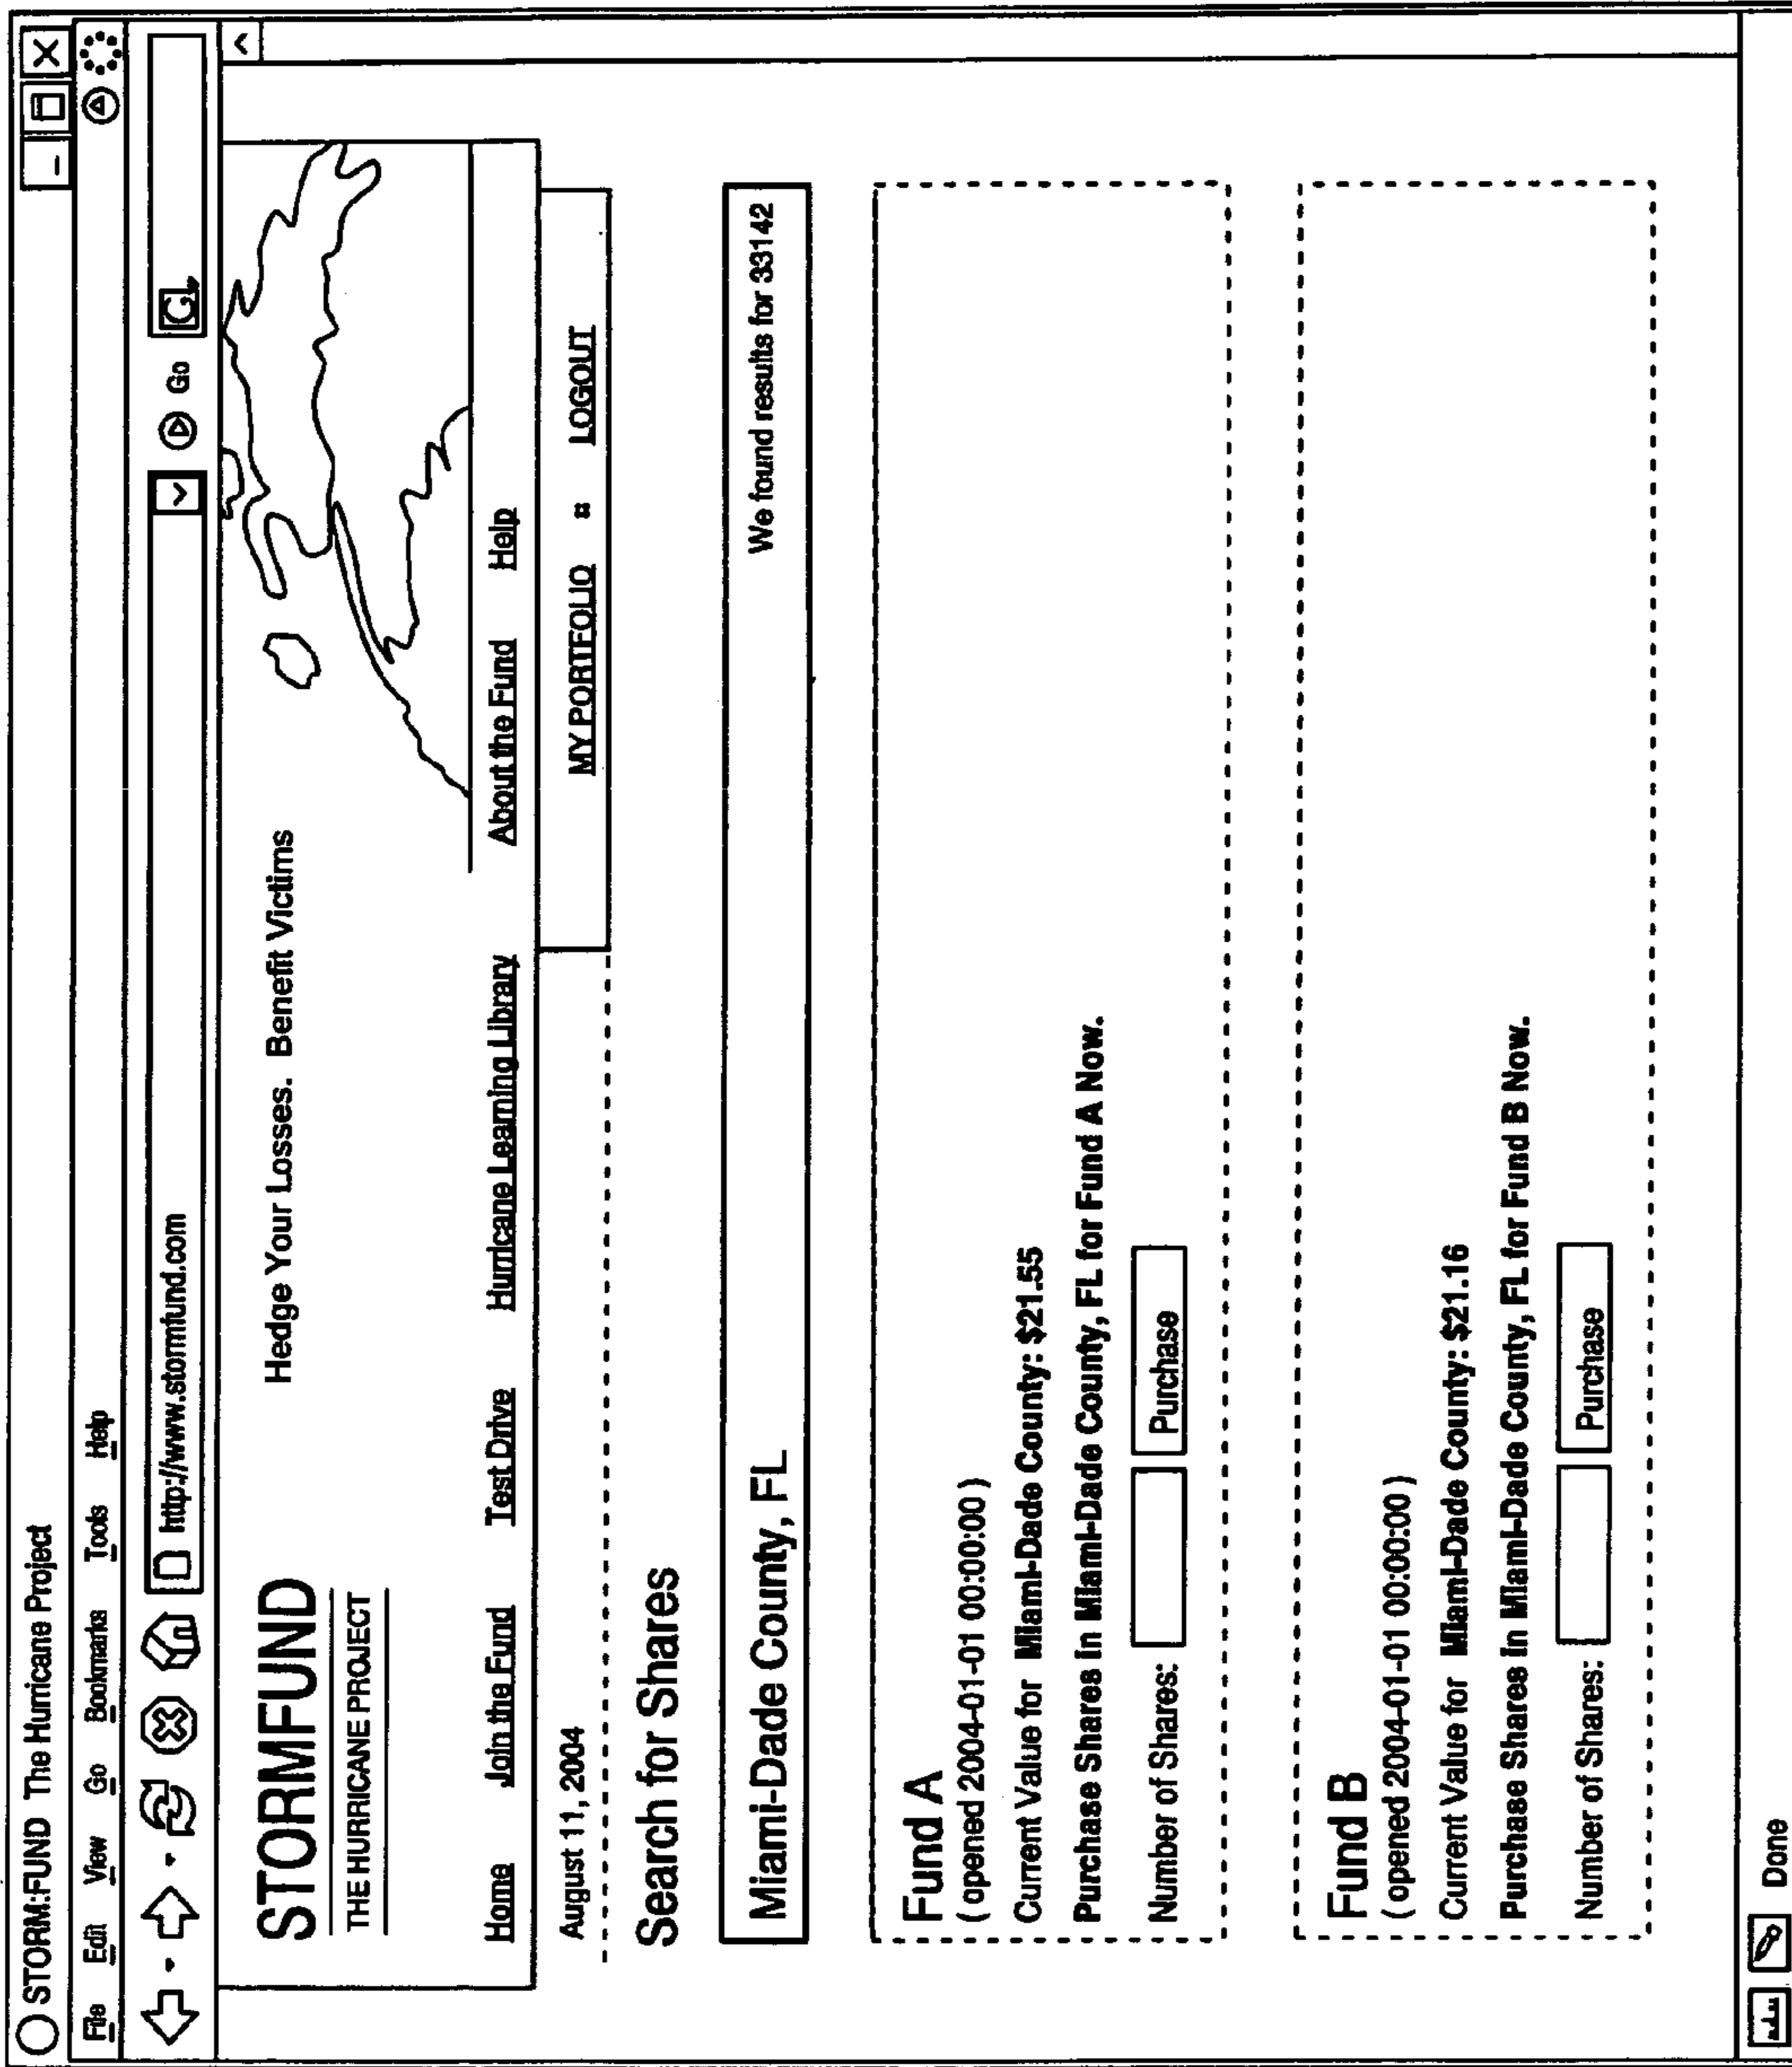 STORM:FUND The Hurricane Project
File Edit View Go Bookmarks Tools Help
http://www.stormfund.com Go G
STORMFUND
THE HURRICANE PROJECT
Hedge Your Losses. Benefit Victims
Home Join the Fund Test Drive Hurricane Learning Library About the Fund Help
August 11, 2004
MY PORTFOLIO :: LOGOUT
Search for Shares
Miami-Dade County, FL We found results for 33142
Fund A
( opened 2004-01-01 00:00:00 )
Current Value for Miami-Dade County: $21.55
Purchase Shares in Miami-Dade County, FL for Fund A Now.
Number of Shares: Purchase
Fund B
( opened 2004-01-01 00:00:00 )
Current Value for Miami-Dade County: $21.16
Purchase Shares in Miami-Dade County, FL for Fund B Now.
Number of Shares: Purchase
Done